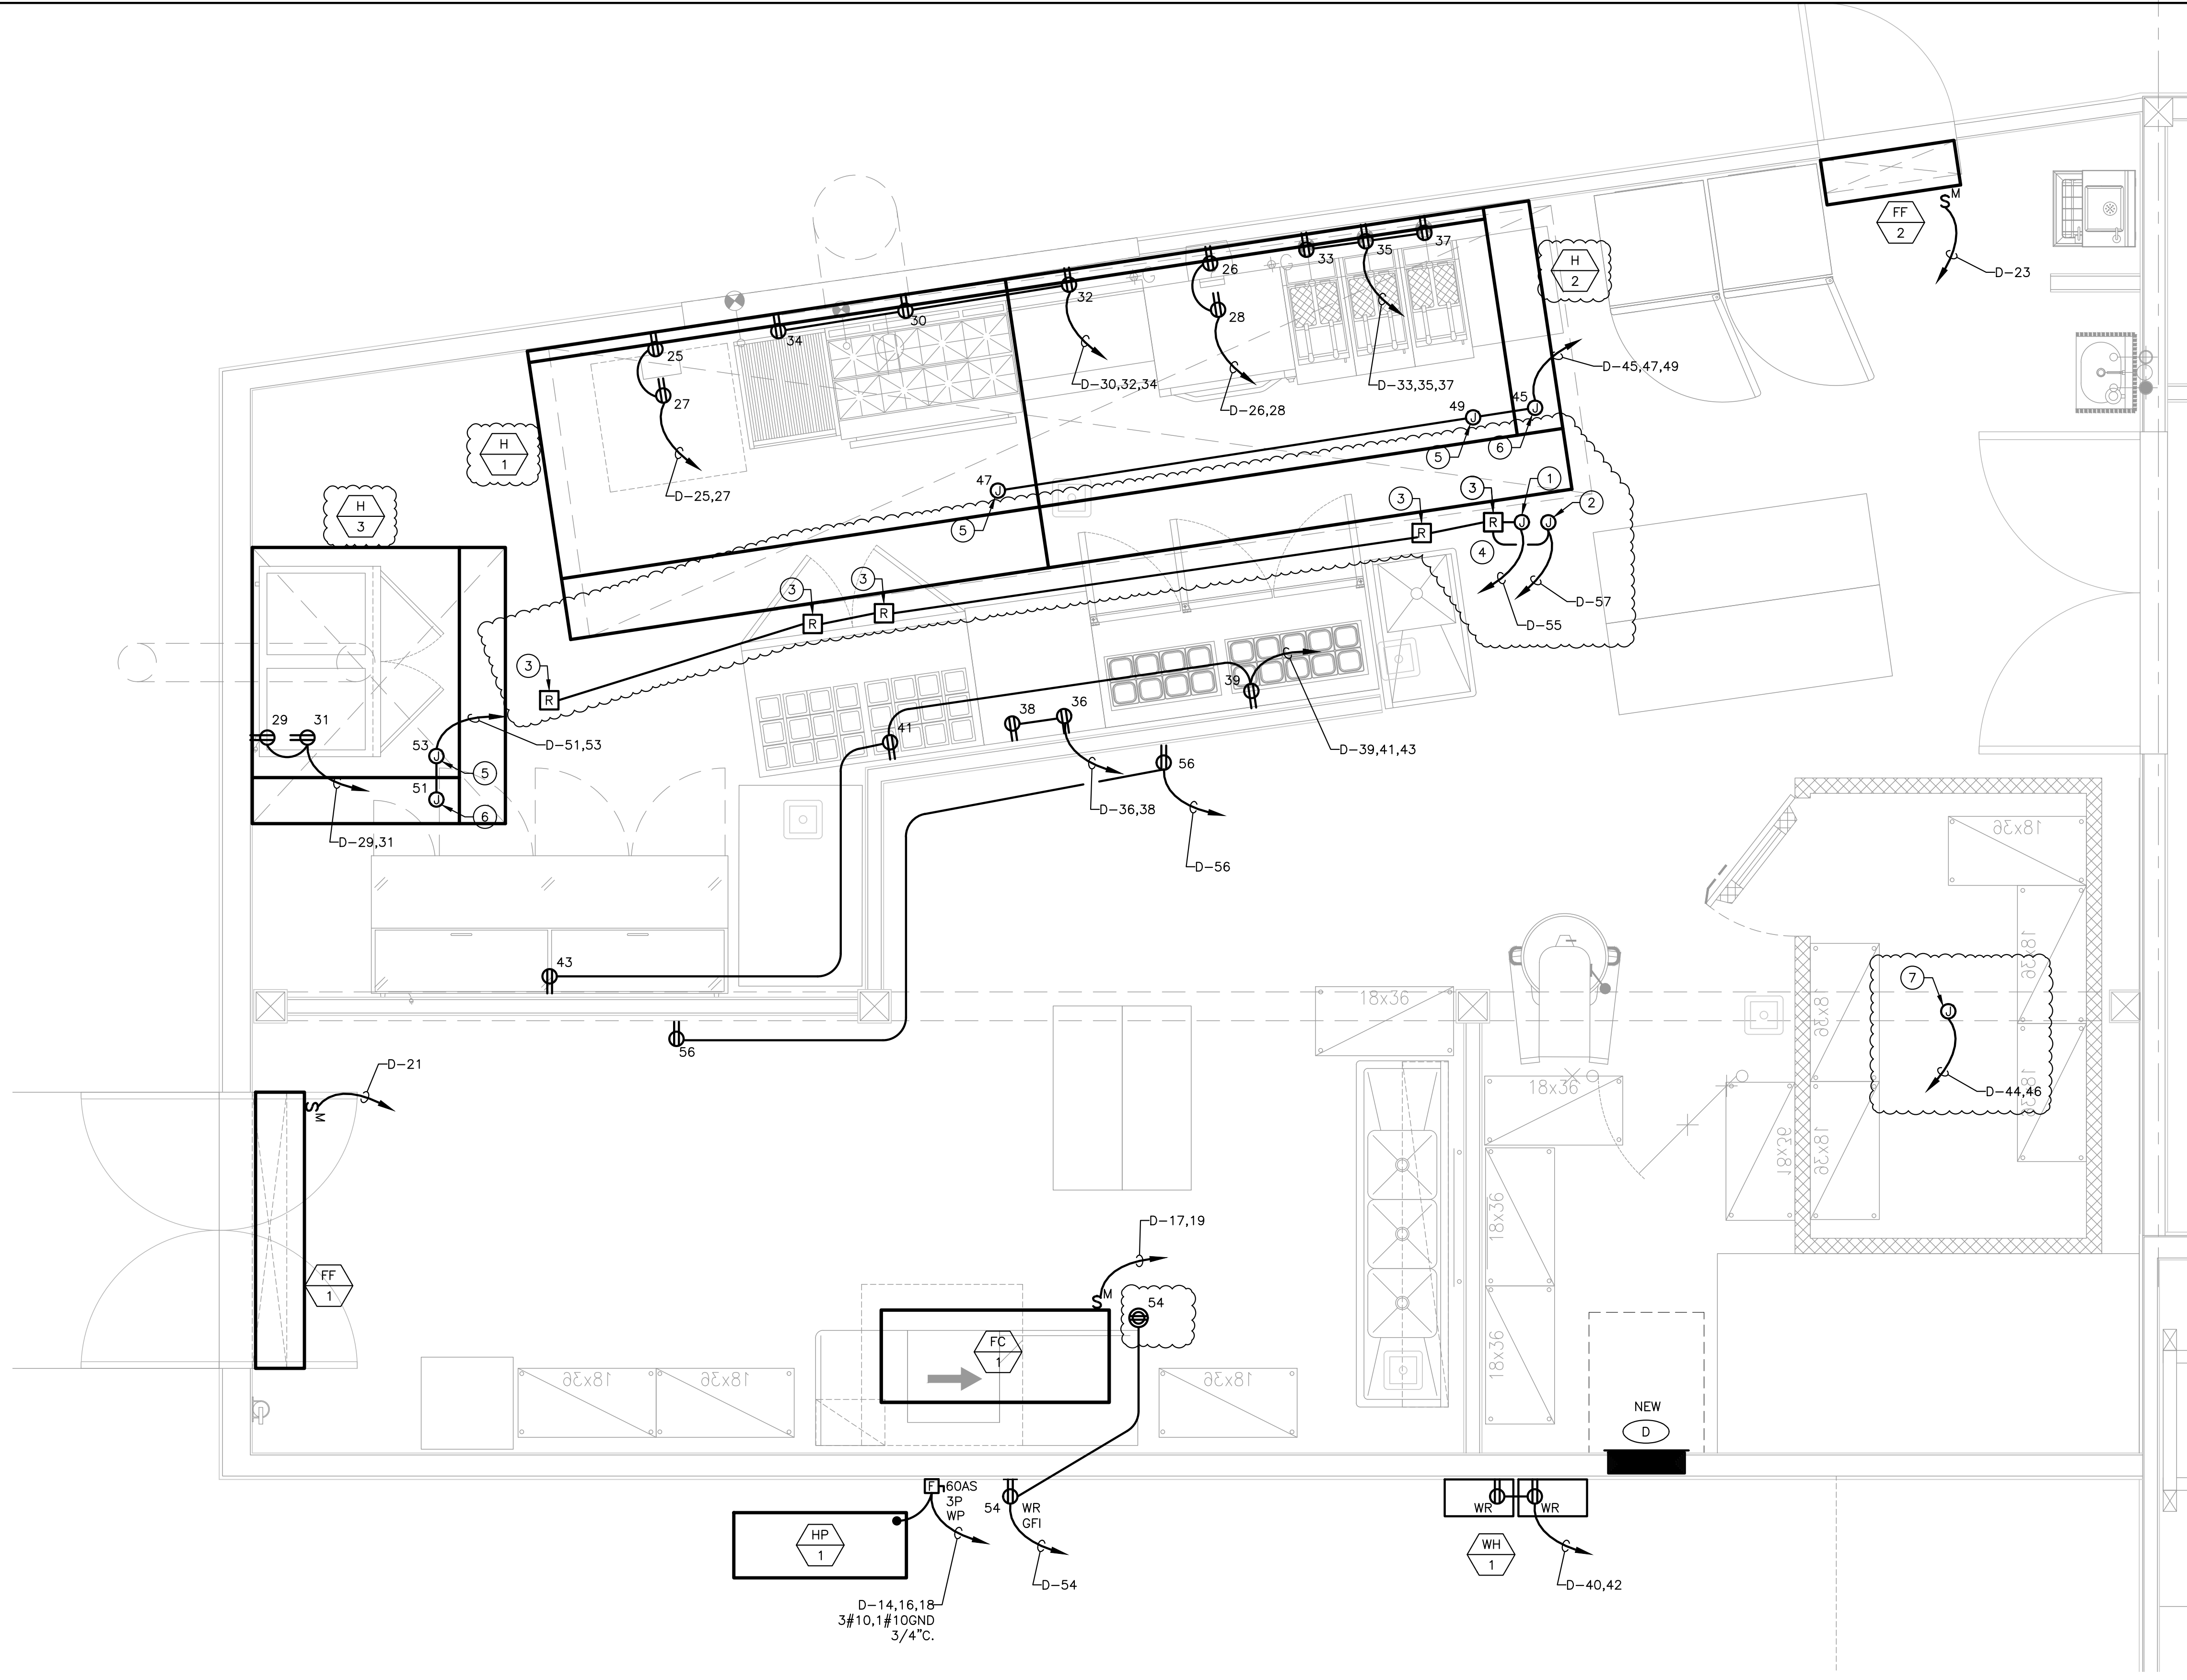 FF
2
M
D-23
37
35
33
26
H
2
32
28
30
34
25
D-45,47,49
D-30,32,34
D-33,35,37
27
45
49
D-26,28
H
1
5
6
47
D-25,27
1
3
3
2
H
3
5
4
3
3
D-57
D-55
3
39
36
38
29
31
41
53
D-51,53
D-39,41,43
56
5
51
D-36,38
6
18x36
D-29,31
D-56
43
18x36
7
18x36
18x36
56
D-21
18x36
D-44,46
18x36
M
18x36
18x36
18x36
D-17,19
FF
1
M
54
FC
1
18x36
18x36
18x36
18x36
NEW
D
F
60AS
3P
WP
54
WR
GFI
WR
WR
HP
1
WH
1
D-54
D-40,42
D-14,16,18
3#10,1#10GND
3/4"C.